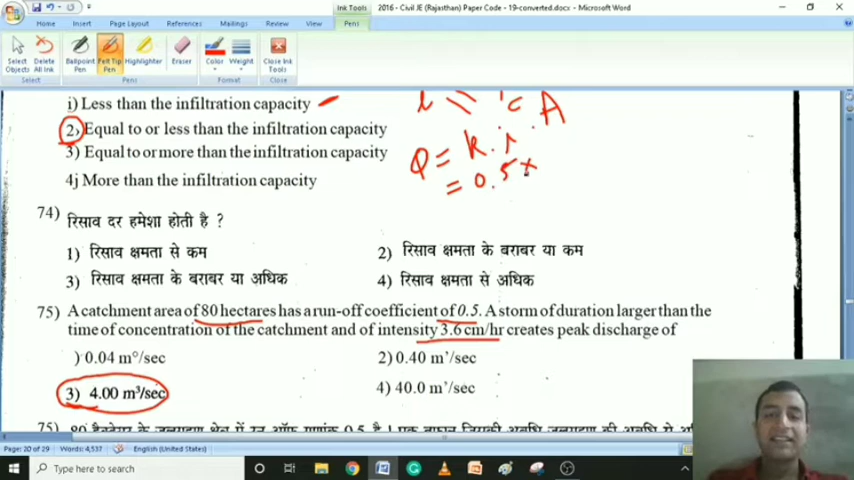 Ink Tools
2016 - Civil JE (Rajasthan) Paper Code - 19-converted.docx - Microsoft Word
Home Insert Page Layout References Mailings Review View Pens
Select Objects
Delete All Ink
Ballpoint Pen
Felt Tip Pen
Highlighter
Eraser
Color
Weight
Close Ink Tools
Select
Pens
Format
Close
i) Less than the infiltration capacity
2) Equal to or less than the infiltration capacity
3) Equal to or more than the infiltration capacity
4j More than the infiltration capacity
Q = k . i . A
= 0.5 x
74) रिसाव दर हमेशा होती है ?
1) रिसाव क्षमता से कम
2) रिसाव क्षमता के बराबर या कम
3) रिसाव क्षमता के बराबर या अधिक
4) रिसाव क्षमता से अधिक
75) A catchment area of 80 hectares has a run-off coefficient of 0.5. A storm of duration larger than the
time of concentration of the catchment and of intensity 3.6 cm/hr creates peak discharge of
) 0.04 m°/sec
2) 0.40 m'/sec
3) 4.00 m³/sec
4) 40.0 m'/sec
75)
Page: 20 of 29
Words: 4,537
English (United States)
Type here to search